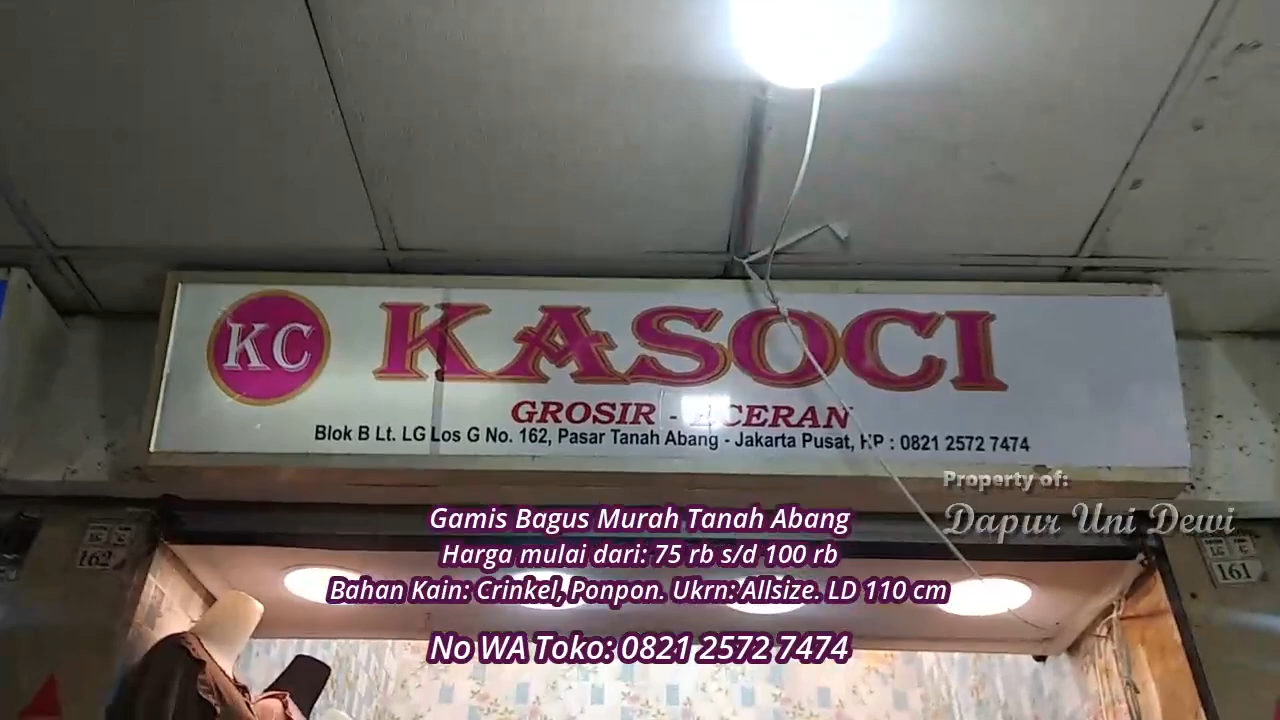 KC
KASOCI
GROSIR - ECERAN
Blok B Lt. LG Los G No. 162, Pasar Tanah Abang - Jakarta Pusat, HP : 0821 2572 7474
Property of:
Dapur Uni Dewi
Gamis Bagus Murah Tanah Abang
Harga mulai dari: 75 rb s/d 100 rb
Bahan Kain: Crinkel, Ponpon. Ukrn: Allsize. LD 110 cm
No WA Toko: 0821 2572 7474
162
161